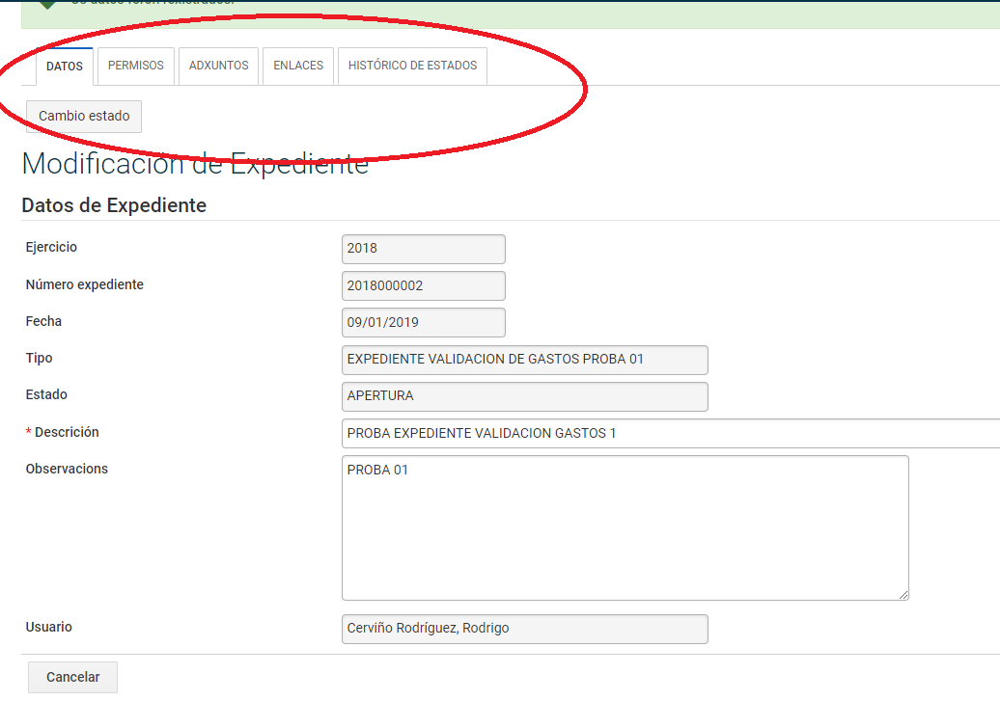 Os datos foron rexistrados.
DATOS PERMISOS ADXUNTOS ENLACES HISTÓRICO DE ESTADOS
Cambio estado
Modificación de Expediente
Datos de Expediente
Ejercicio 2018
Número expediente 2018000002
Fecha 09/01/2019
Tipo EXPEDIENTE VALIDACION DE GASTOS PROBA 01
Estado APERTURA
* Descrición PROBA EXPEDIENTE VALIDACION GASTOS 1
Observacions PROBA 01
Usuario Cerviño Rodríguez, Rodrigo
Cancelar